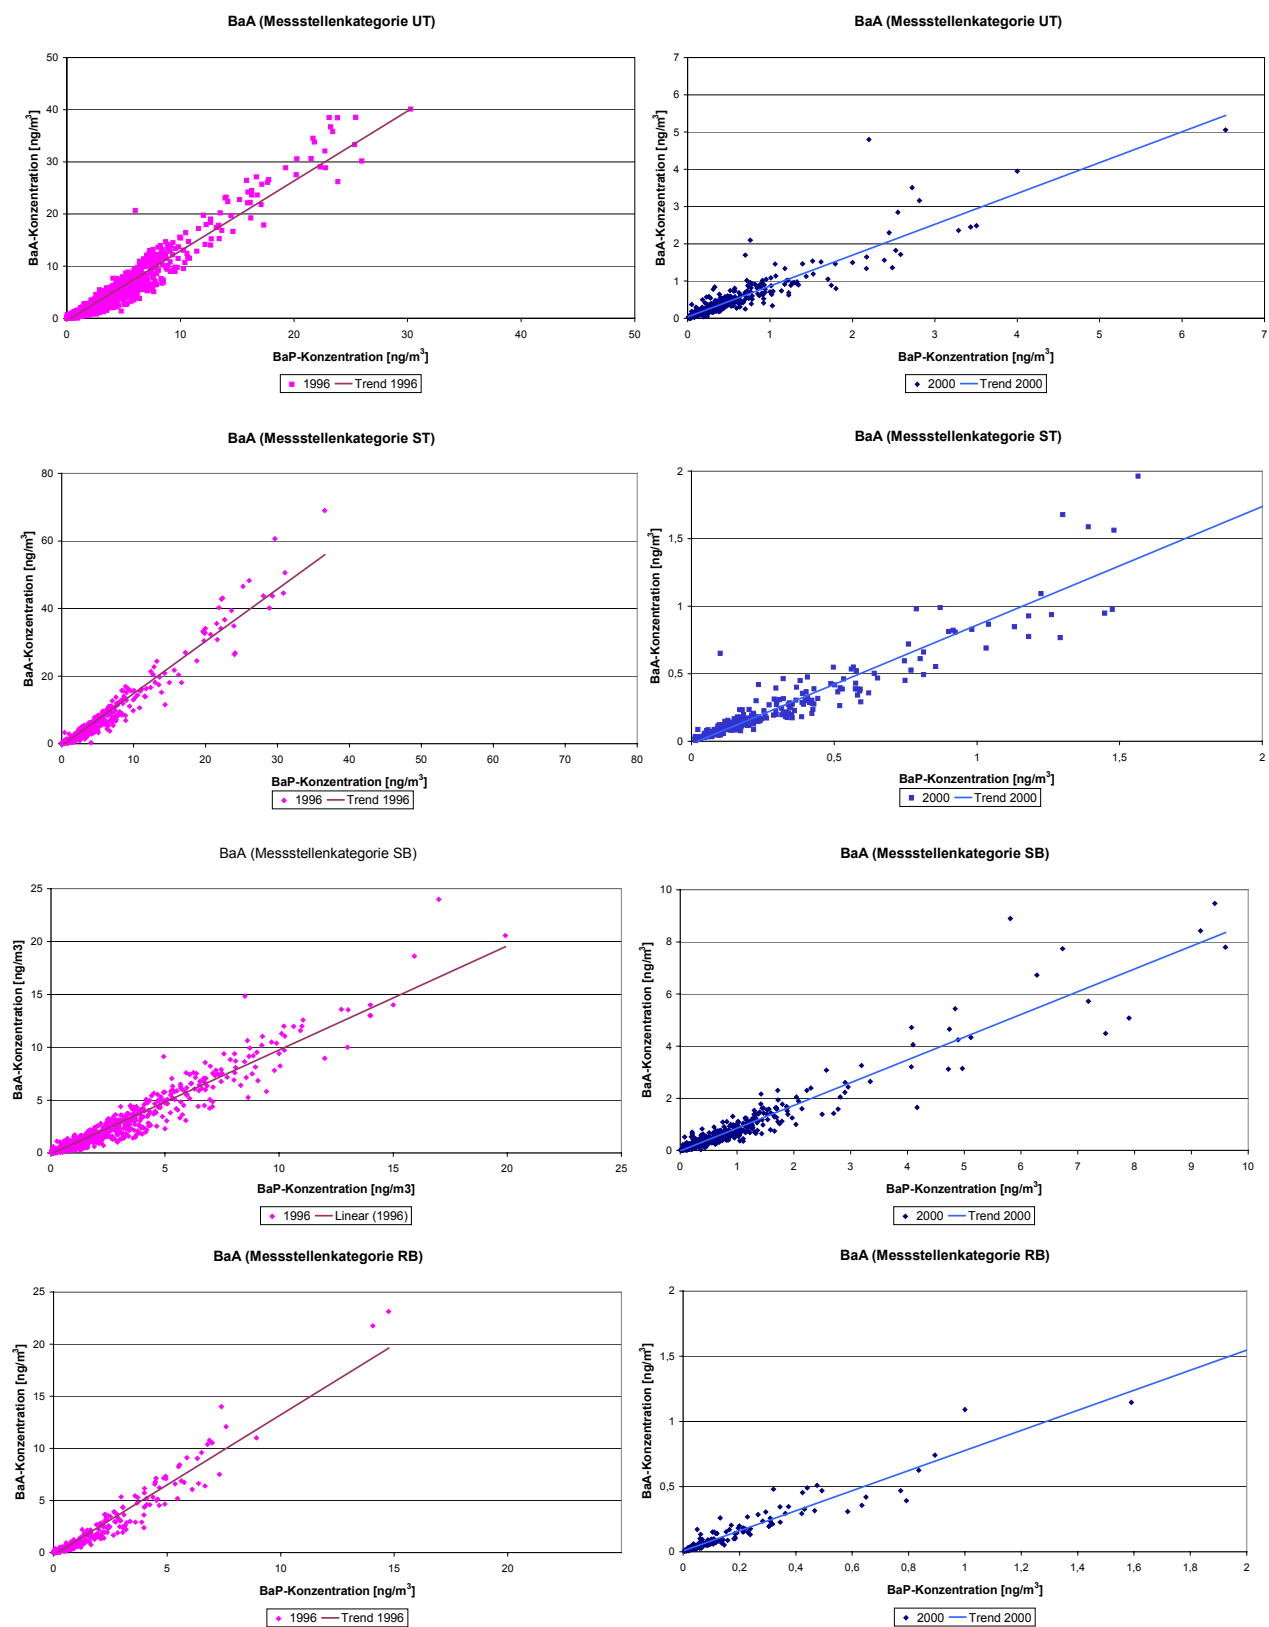 BaA (Messstellenkategorie UT)
BaA-Konzentration [ng/m³]
50
40
30
20
10
0
0 10 20 30 40 50
BaP-Konzentration [ng/m³]
1996 Trend 1996
BaA (Messstellenkategorie UT)
BaA-Konzentration [ng/m³]
7
6
5
4
3
2
1
0
0 1 2 3 4 5 6 7
BaP-Konzentration [ng/m³]
2000 Trend 2000
BaA (Messstellenkategorie ST)
BaA-Konzentration [ng/m³]
80
60
40
20
0
0 10 20 30 40 50 60 70 80
BaP-Konzentration [ng/m³]
1996 Trend 1996
BaA (Messstellenkategorie ST)
BaA-Konzentration [ng/m³]
2
1,5
1
0,5
0
0 0,5 1 1,5 2
BaP-Konzentration [ng/m³]
2000 Trend 2000
BaA (Messstellenkategorie SB)
BaA-Konzentration [ng/m3]
25
20
15
10
5
0
0 5 10 15 20 25
BaP-Konzentration [ng/m3]
1996 Linear (1996)
BaA (Messstellenkategorie SB)
BaA-Konzentration [ng/m³]
10
8
6
4
2
0
0 1 2 3 4 5 6 7 8 9 10
BaP-Konzentration [ng/m³]
2000 Trend 2000
BaA (Messstellenkategorie RB)
BaA-Konzentration [ng/m³]
25
20
15
10
5
0
0 5 10 15 20
BaP-Konzentration [ng/m³]
1996 Trend 1996
BaA (Messstellenkategorie RB)
BaA-Konzentration [ng/m³]
2
1,5
1
0,5
0
0 0,2 0,4 0,6 0,8 1 1,2 1,4 1,6 1,8 2
BaP-Konzentration [ng/m³]
2000 Trend 2000